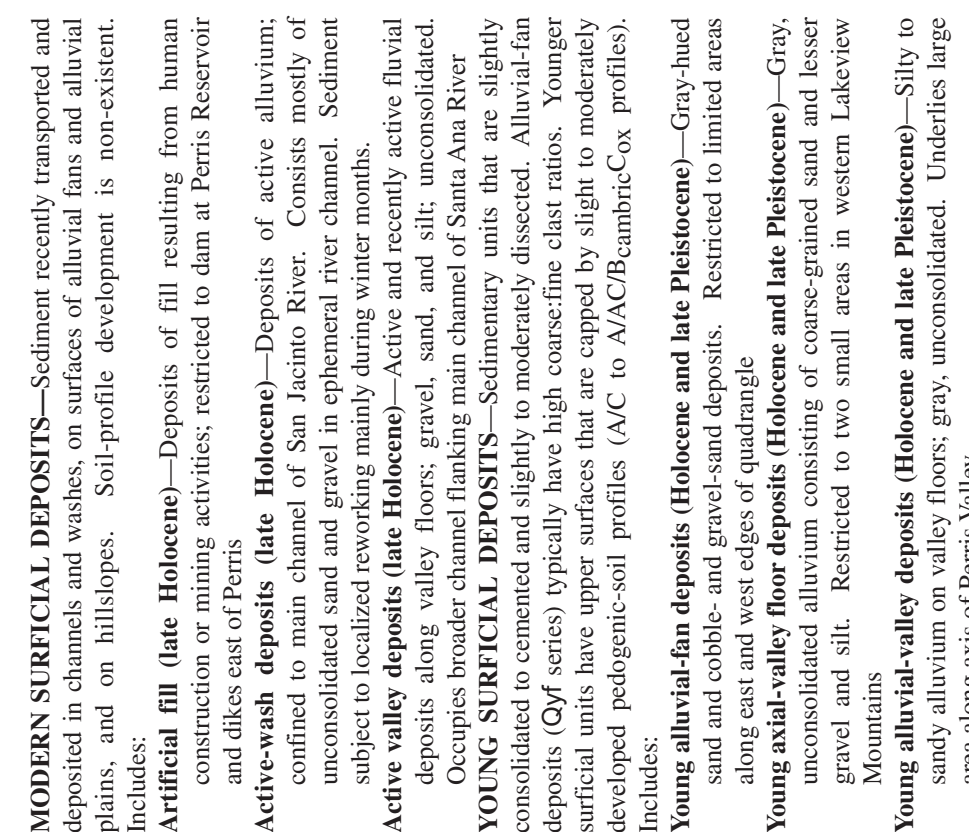 MODERN SURFICIAL DEPOSITS—Sediment recently transported and
deposited in channels and washes, on surfaces of alluvial fans and alluvial
plains, and on hillslopes. Soil-profile development is non-existent.
Includes:
Artificial fill (late Holocene)—Deposits of fill resulting from human
construction or mining activities; restricted to dam at Perris Reservoir
and dikes east of Perris
Active-wash deposits (late Holocene)—Deposits of active alluvium;
confined to main channel of San Jacinto River. Consists mostly of
unconsolidated sand and gravel in ephemeral river channel. Sediment
subject to localized reworking mainly during winter months.
Active valley deposits (late Holocene)—Active and recently active fluvial
deposits along valley floors; gravel, sand, and silt; unconsolidated.
Occupies broader channel flanking main channel of Santa Ana River
YOUNG SURFICIAL DEPOSITS—Sedimentary units that are slightly
consolidated to cemented and slightly to moderately dissected. Alluvial-fan
deposits (Qyf series) typically have high coarse:fine clast ratios. Younger
surficial units have upper surfaces that are capped by slight to moderately
developed pedogenic-soil profiles (A/C to A/AC/BcambricCox profiles).
Includes:
Young alluvial-fan deposits (Holocene and late Pleistocene)—Gray-hued
sand and cobble- and gravel-sand deposits. Restricted to limited areas
along east and west edges of quadrangle
Young axial-valley floor deposits (Holocene and late Pleistocene)—Gray,
unconsolidated alluvium consisting of coarse-grained sand and lesser
gravel and silt. Restricted to two small areas in western Lakeview
Mountains
Young alluvial-valley deposits (Holocene and late Pleistocene)—Silty to
sandy alluvium on valley floors; gray, unconsolidated. Underlies large
area along axis of Perris Valley